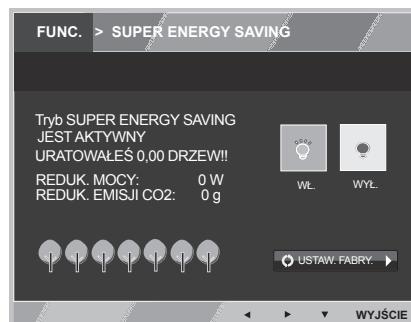 FUNC. > SUPER ENERGY SAVING
Tryb SUPER ENERGY SAVING
JEST AKTYWNY
URATOWAŁEŚ 0,00 DRZEW!!
REDUK. MOCY: 0 W
REDUK. EMISJI CO2: 0 g
WŁ. WYŁ.
USTAW. FABRY.
WYJŚCIE